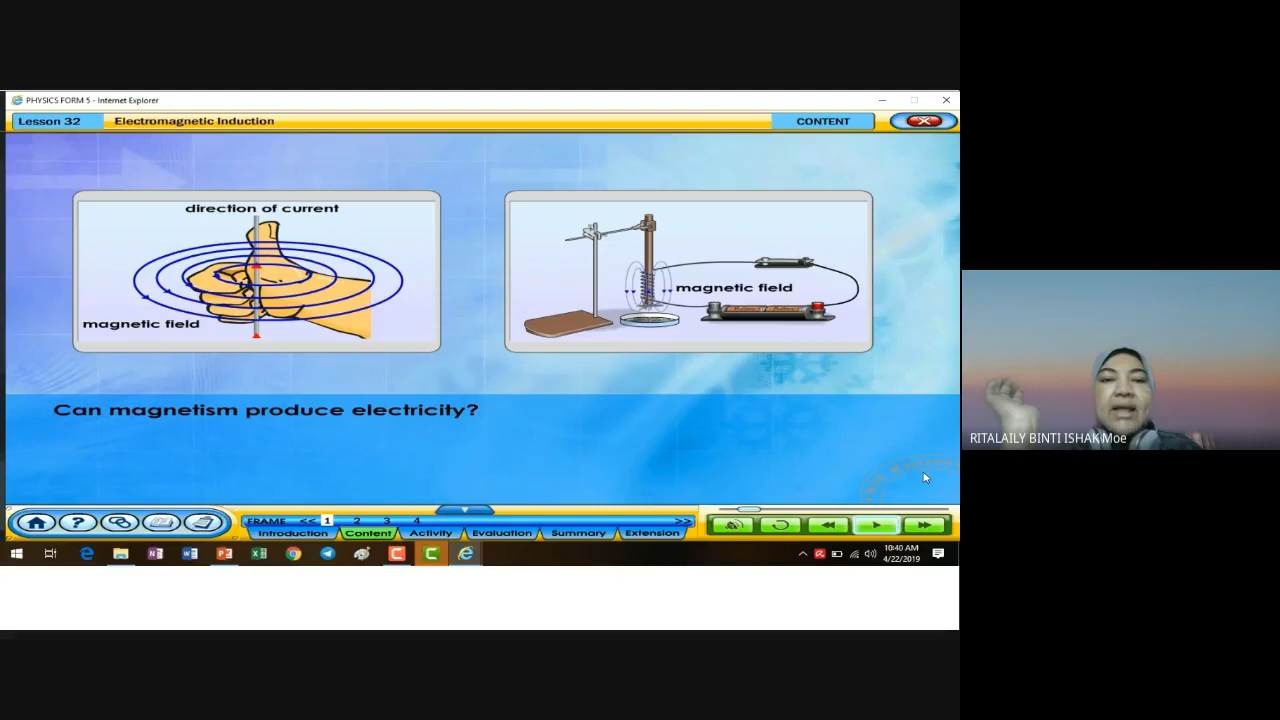 PHYSICS FORM 5 - Internet Explorer
Lesson 32 Electromagnetic Induction CONTENT
direction of current
magnetic field
magnetic field
Can magnetism produce electricity?
FRAME << 1 2 3 4 >>
Introduction Content Activity Evaluation Summary Extension
10:40 AM
4/22/2019
RITALAILY BINTI ISHAK Moe